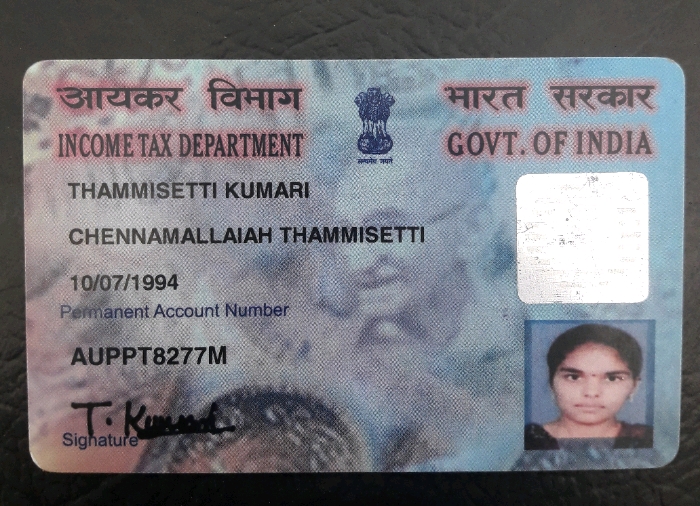 आयकर विभाग
भारत सरकार
INCOME TAX DEPARTMENT
GOVT. OF INDIA
सत्यमेव जयते
THAMMISETTI KUMARI
CHENNAMALLAIAH THAMMISETTI
10/07/1994
Permanent Account Number
AUPPT8277M
T. Kumari
Signature